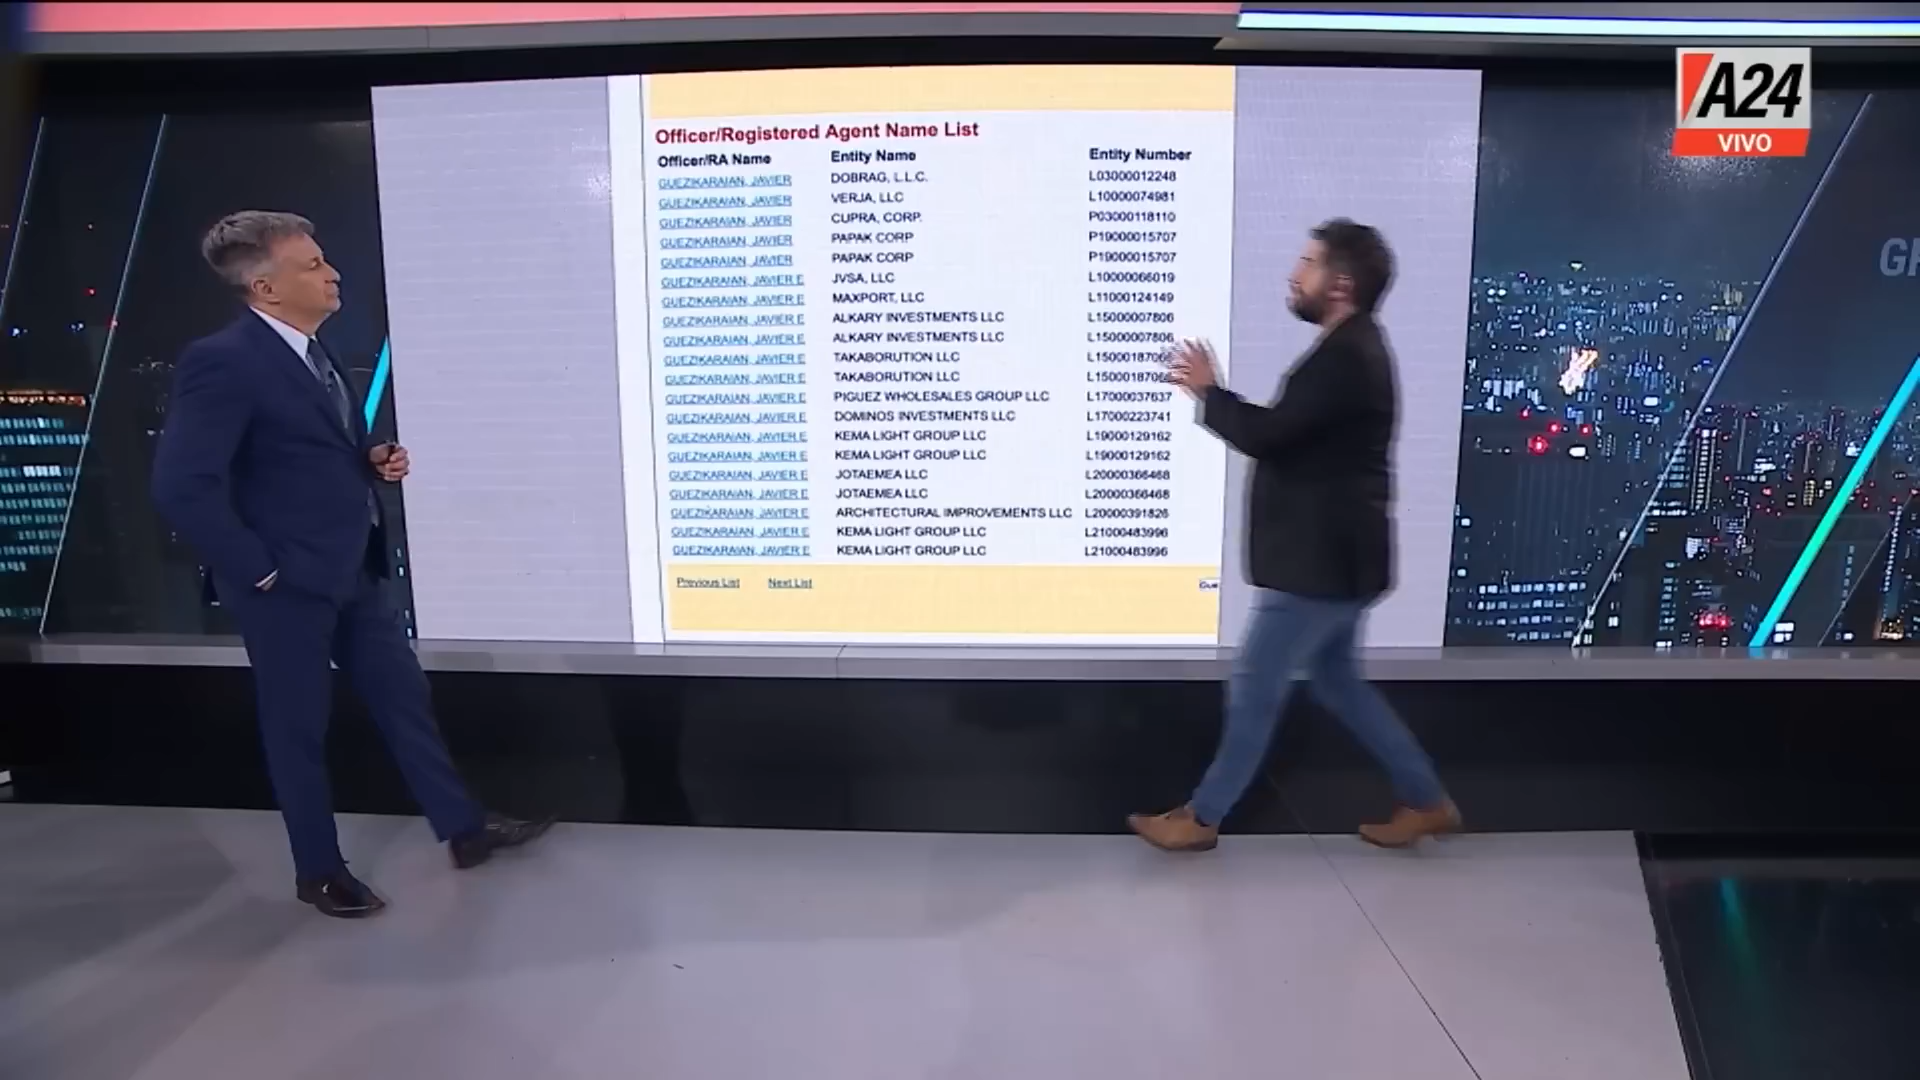 A24
VIVO
Officer/Registered Agent Name List
Officer/RA Name Entity Name Entity Number
GUEZIKARAIAN, JAVIER DOBRAG, L.L.C. L03000012248
GUEZIKARAIAN, JAVIER VERJA, LLC L10000074981
GUEZIKARAIAN, JAVIER CUPRA, CORP. P03000118110
GUEZIKARAIAN, JAVIER PAPAK CORP P19000015707
GUEZIKARAIAN, JAVIER PAPAK CORP P19000015707
GUEZIKARAIAN, JAVIER E JVSA, LLC L10000066019
GUEZIKARAIAN, JAVIER E MAXPORT, LLC L11000124149
GUEZIKARAIAN, JAVIER E ALKARY INVESTMENTS LLC L15000007806
GUEZIKARAIAN, JAVIER E ALKARY INVESTMENTS LLC L15000007806
GUEZIKARAIAN, JAVIER E TAKABORUTION LLC
GUEZIKARAIAN, JAVIER E TAKABORUTION LLC
GUEZIKARAIAN, JAVIER E PIGUEZ WHOLESALES GROUP LLC L17000037637
GUEZIKARAIAN, JAVIER E DOMINOS INVESTMENTS LLC L17000223741
GUEZIKARAIAN, JAVIER E KEMA LIGHT GROUP LLC L19000129162
GUEZIKARAIAN, JAVIER E KEMA LIGHT GROUP LLC L19000129162
GUEZIKARAIAN, JAVIER E JOTAEMEA LLC L20000366468
GUEZIKARAIAN, JAVIER E JOTAEMEA LLC L20000366468
GUEZIKARAIAN, JAVIER E ARCHITECTURAL IMPROVEMENTS LLC L20000391826
GUEZIKARAIAN, JAVIER E KEMA LIGHT GROUP LLC L21000483996
GUEZIKARAIAN, JAVIER E KEMA LIGHT GROUP LLC L21000483996
Previous List Next List